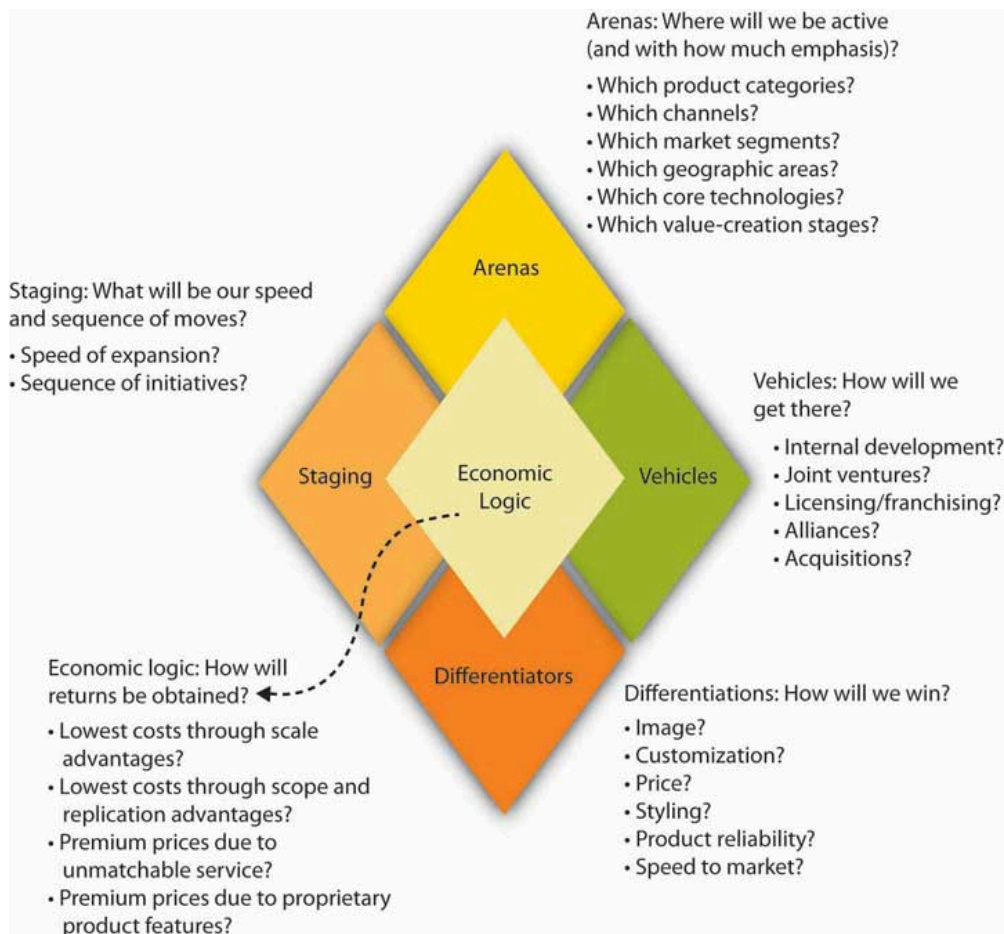 Arenas: Where will we be active
(and with how much emphasis)?
• Which product categories?
• Which channels?
• Which market segments?
• Which geographic areas?
• Which core technologies?
• Which value-creation stages?
Arenas
Staging: What will be our speed
and sequence of moves?
• Speed of expansion?
• Sequence of initiatives?
Vehicles: How will we
get there?
• Internal development?
• Joint ventures?
• Licensing/franchising?
• Alliances?
• Acquisitions?
Staging
Economic
Logic
Vehicles
Economic logic: How will
returns be obtained?
• Lowest costs through scale
advantages?
• Lowest costs through scope and
replication advantages?
• Premium prices due to
unmatchable service?
• Premium prices due to proprietary
product features?
Differentiators
Differentiations: How will we win?
• Image?
• Customization?
• Price?
• Styling?
• Product reliability?
• Speed to market?